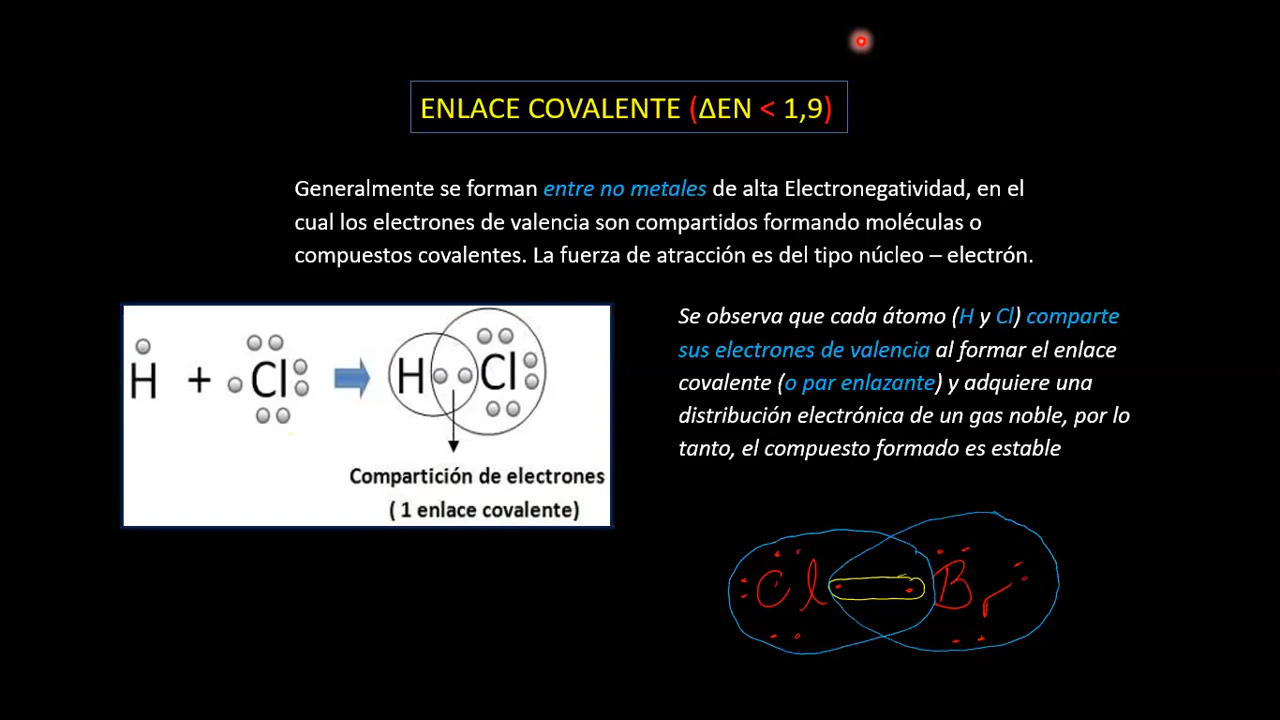 ENLACE COVALENTE (ΔEN < 1,9)
Generalmente se forman entre no metales de alta Electronegatividad, en el
cual los electrones de valencia son compartidos formando moléculas o
compuestos covalentes. La fuerza de atracción es del tipo núcleo – electrón.
H + Cl H Cl
Compartición de electrones
( 1 enlace covalente)
Se observa que cada átomo (H y Cl) comparte
sus electrones de valencia al formar el enlace
covalente (o par enlazante) y adquiere una
distribución electrónica de un gas noble, por lo
tanto, el compuesto formado es estable
Cl Br